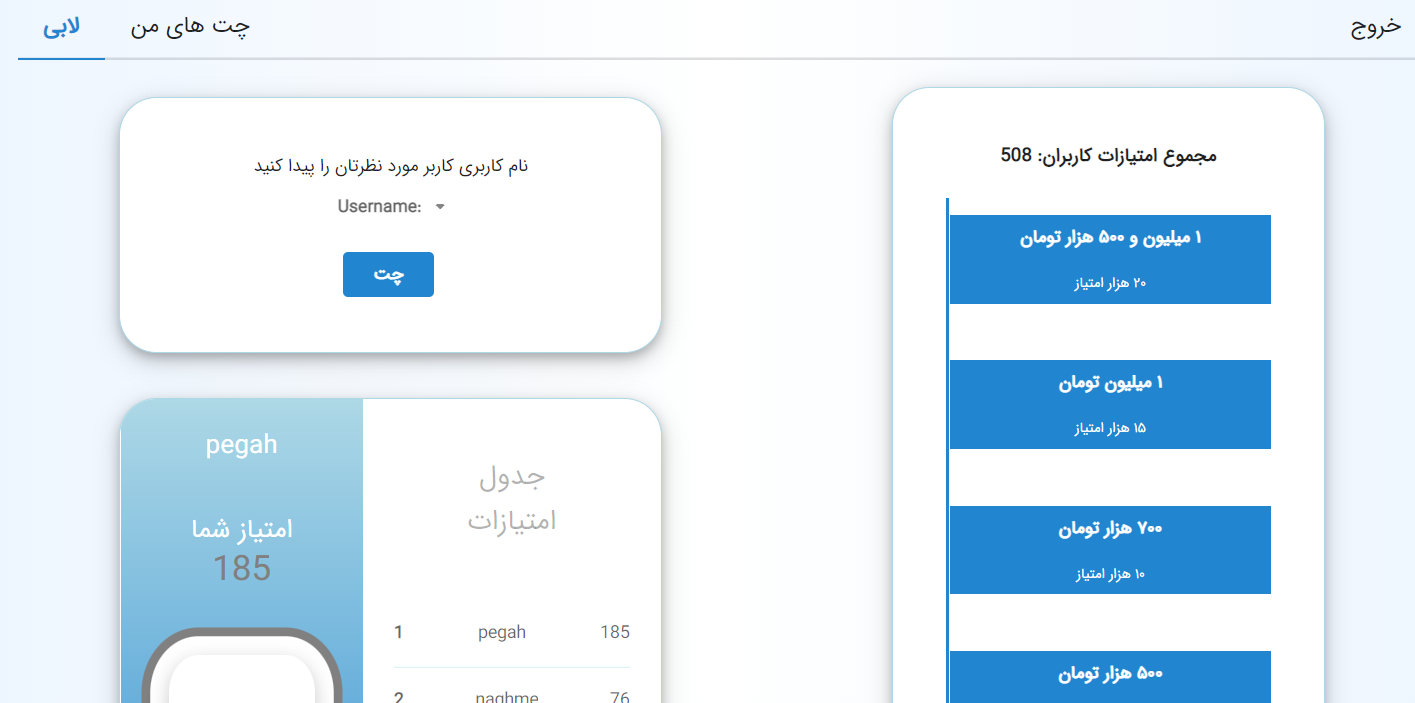 خروج
چت های من
لابی
نام کاربری کاربر مورد نظرتان را پیدا کنید
Username:
چت
pegah
امتیاز شما
185
جدول
امتیازات
1 pegah 185
2 naghme 76
مجموع امتیازات کاربران: 508
۱ میلیون و ۵۰۰ هزار تومان
۲۰ هزار امتیاز
۱ میلیون تومان
۱۵ هزار امتیاز
۷۰۰ هزار تومان
۱۰ هزار امتیاز
۵۰۰ هزار تومان